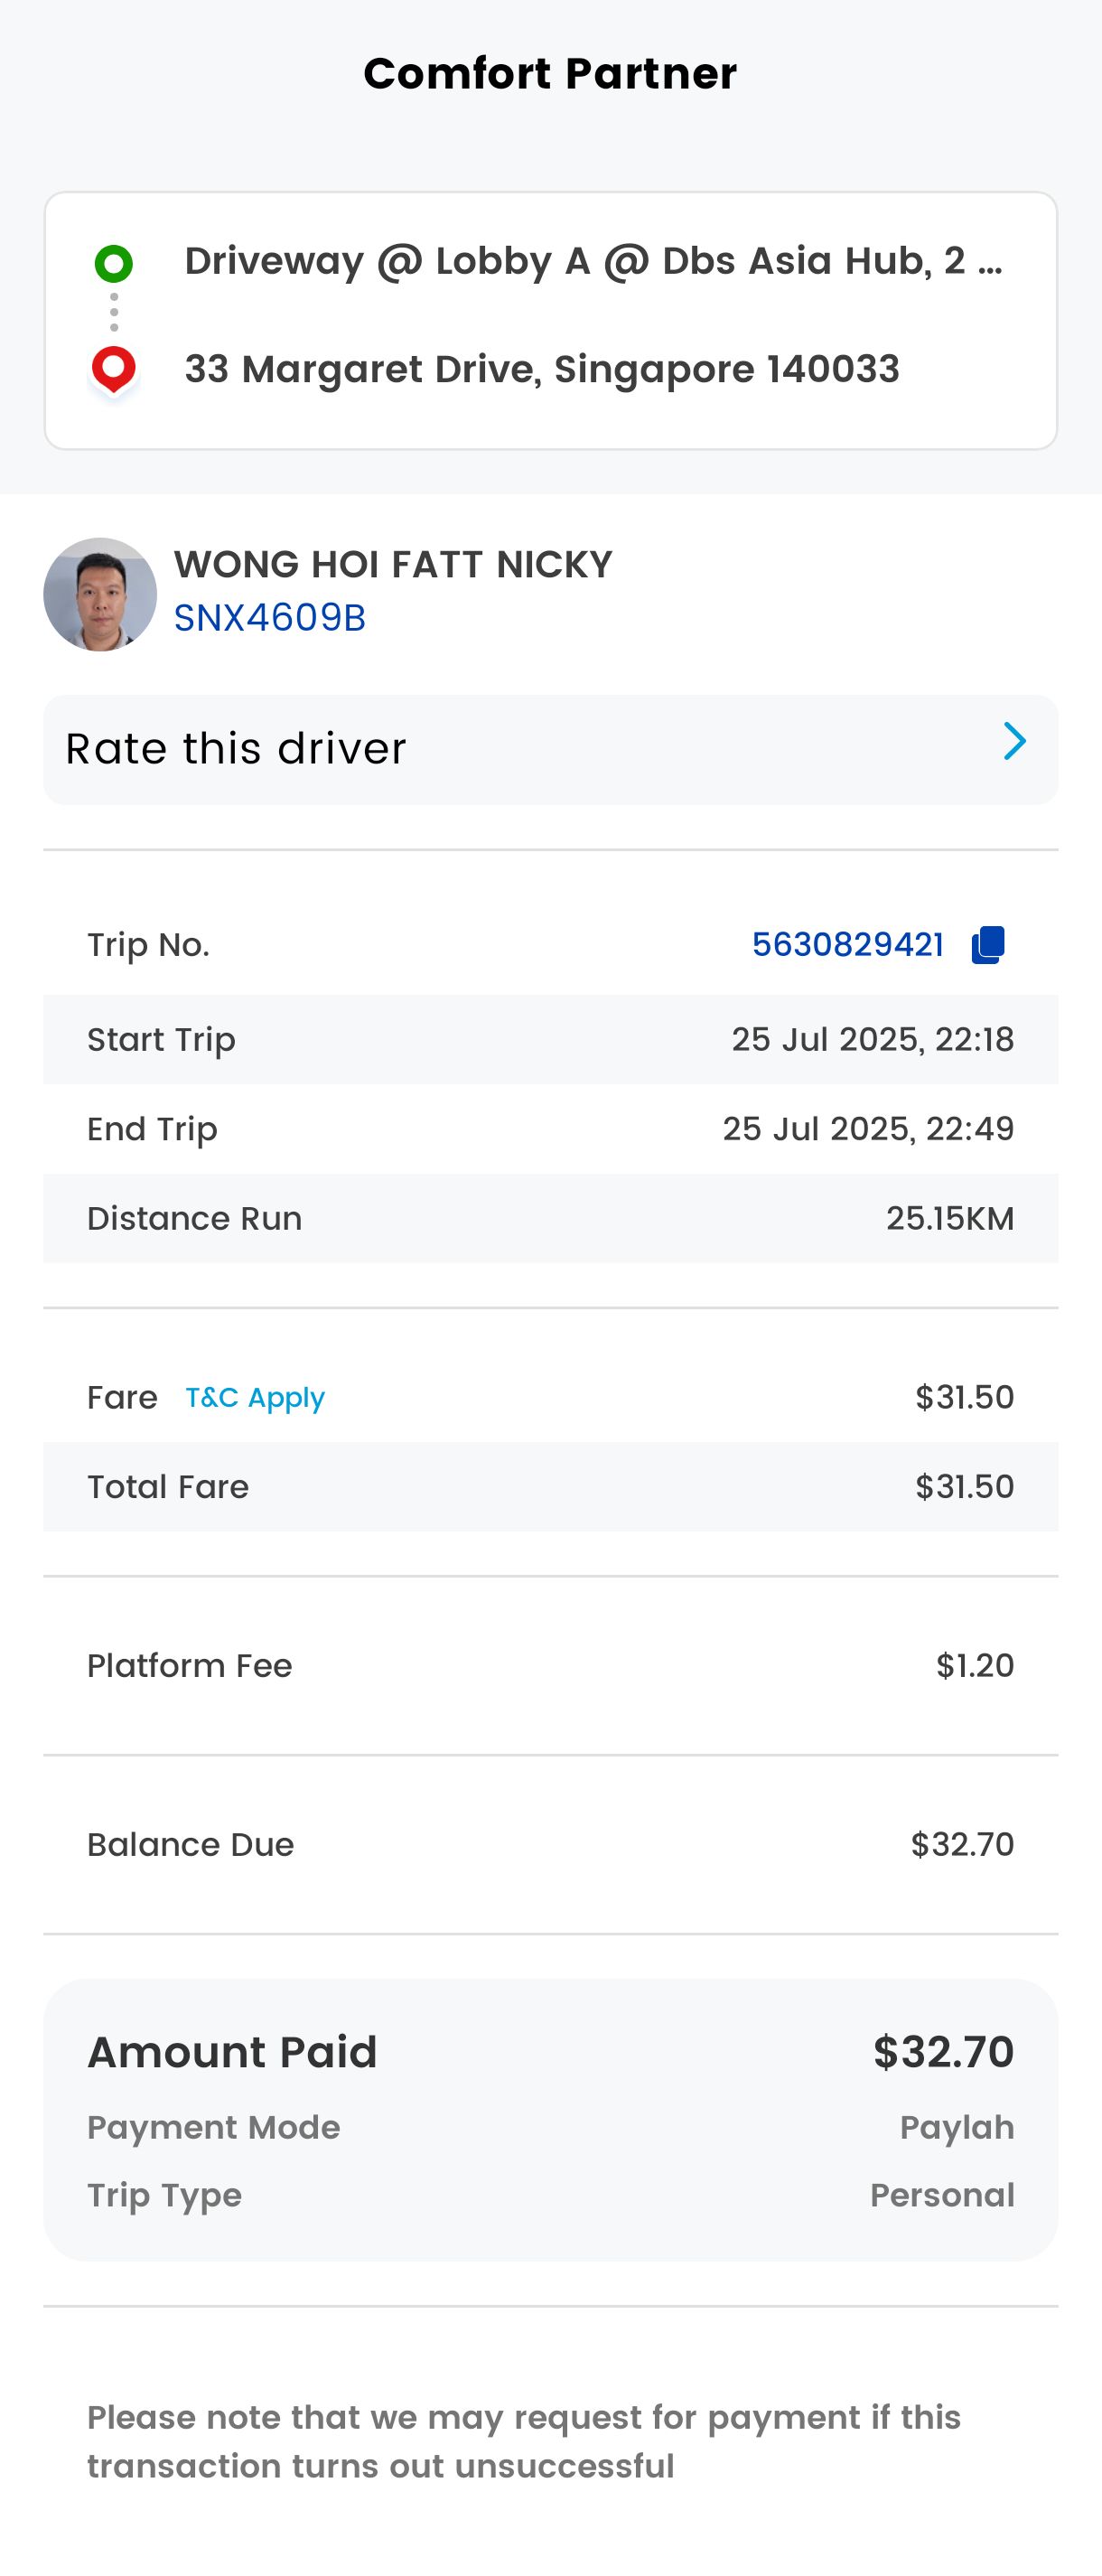 Comfort Partner
Driveway @ Lobby A @ Dbs Asia Hub, 2 ...
33 Margaret Drive, Singapore 140033
WONG HOI FATT NICKY
SNX4609B
Rate this driver
Trip No. 5630829421
Start Trip 25 Jul 2025, 22:18
End Trip 25 Jul 2025, 22:49
Distance Run 25.15KM
Fare T&C Apply $31.50
Total Fare $31.50
Platform Fee $1.20
Balance Due $32.70
Amount Paid $32.70
Payment Mode Paylah
Trip Type Personal
Please note that we may request for payment if this
transaction turns out unsuccessful